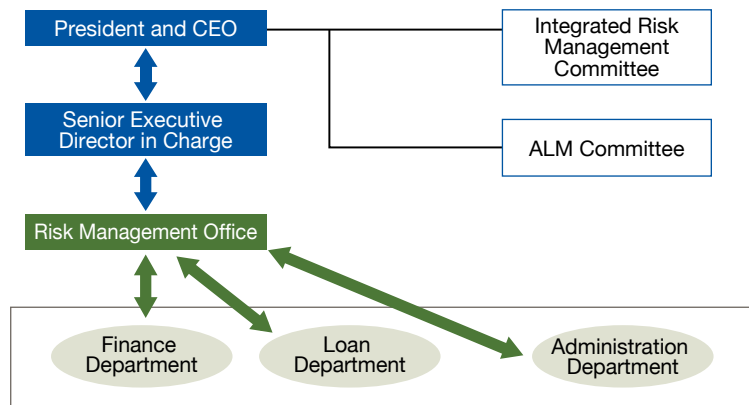 President and CEO
Integrated Risk
Management
Committee
Senior Executive
Director in Charge
ALM Committee
Risk Management Office
Finance
Department
Loan
Department
Administration
Department